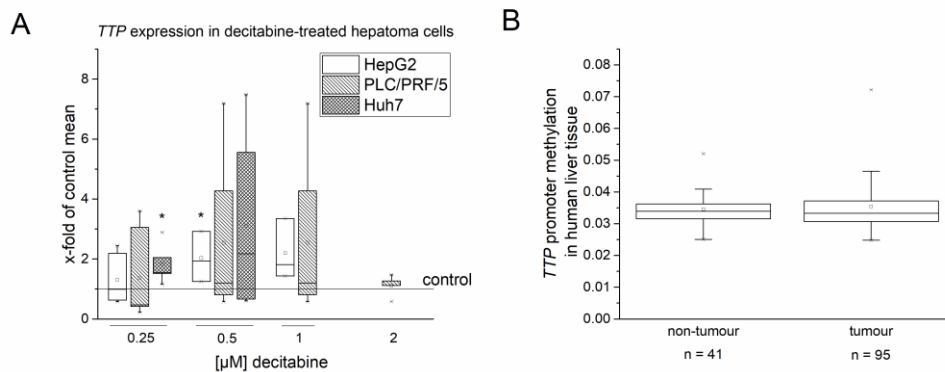 A
TTP expression in decitabine-treated hepatoma cells
HepG2
PLC/PRF/5
Huh7
x-fold of control mean
8
6
4
2
0
*
*
control
0.25 0.5 1 2
[µM] decitabine
B
TTP promoter methylation
in human liver tissue
0.08
0.07
0.06
0.05
0.04
0.03
0.02
0.01
0.00
non-tumour tumour
n = 41 n = 95